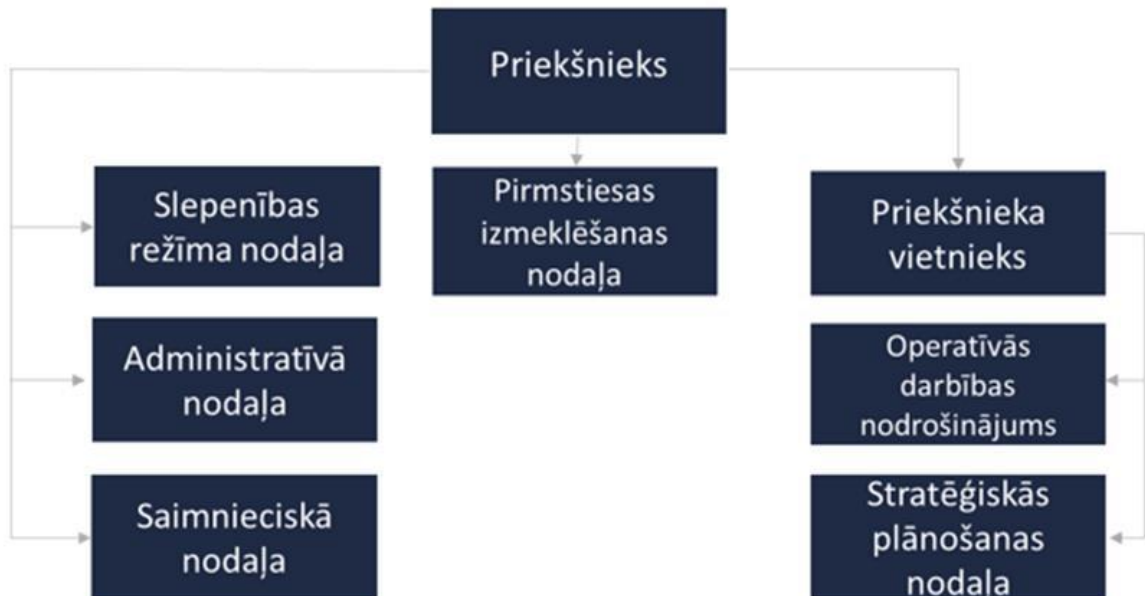 Priekšnieks
Slepenības
režīma nodaļa
Pirmstiesas
izmeklēšanas
nodaļa
Priekšnieka
vietnieks
Administratīvā
nodaļa
Operatīvās
darbības
nodrošinājums
Saimnieciskā
nodaļa
Stratēģiskās
plānošanas
nodaļa